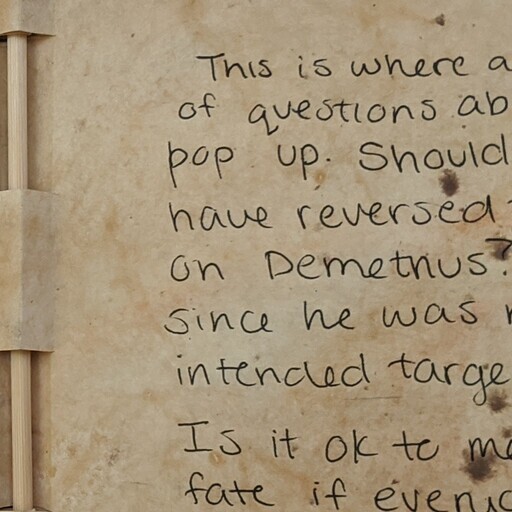 This is where a
of questions ab
pop up. Should
have reversed
on Demetrius?
since he was
intended targe
Is it ok to
fate if